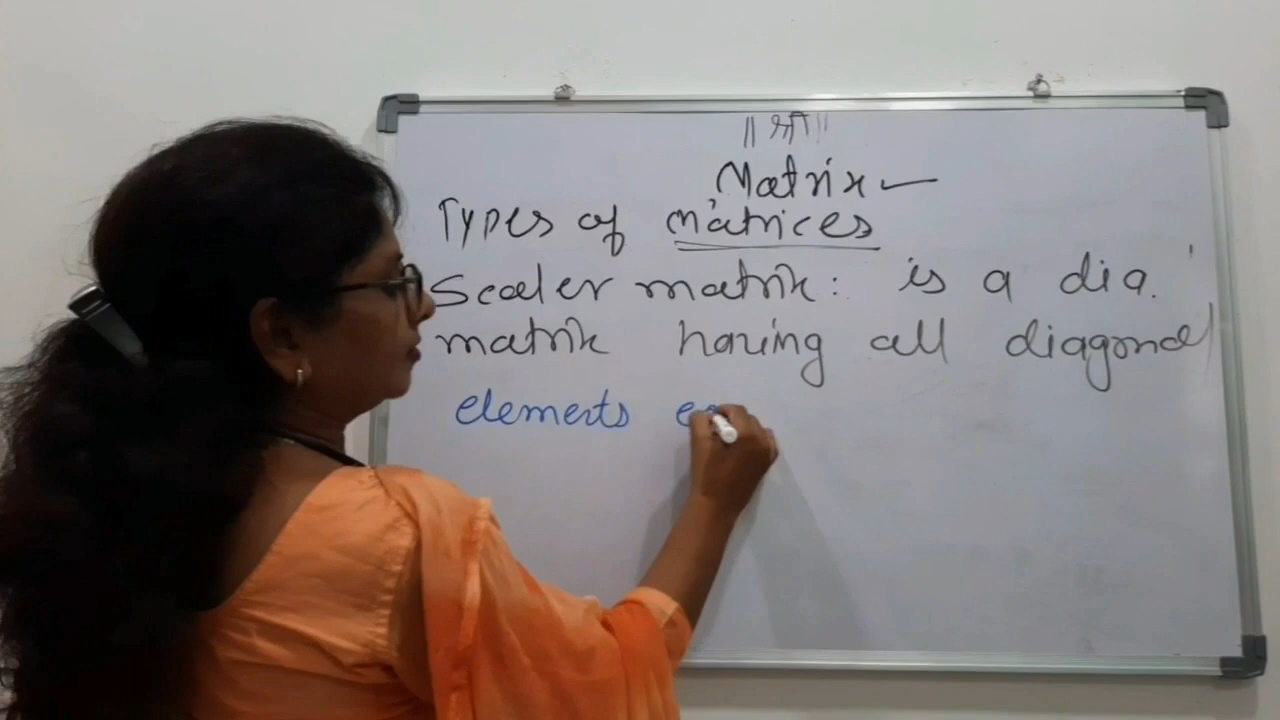 ॥ श्री ॥
Matrix
Types of Matrices
Scaler matrix: is a dia.
matrix having all diagonal
elements